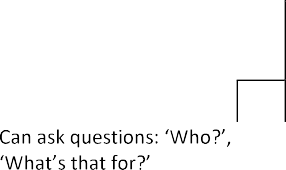 Can ask questions: ‘Who?’,
‘What’s that for?’